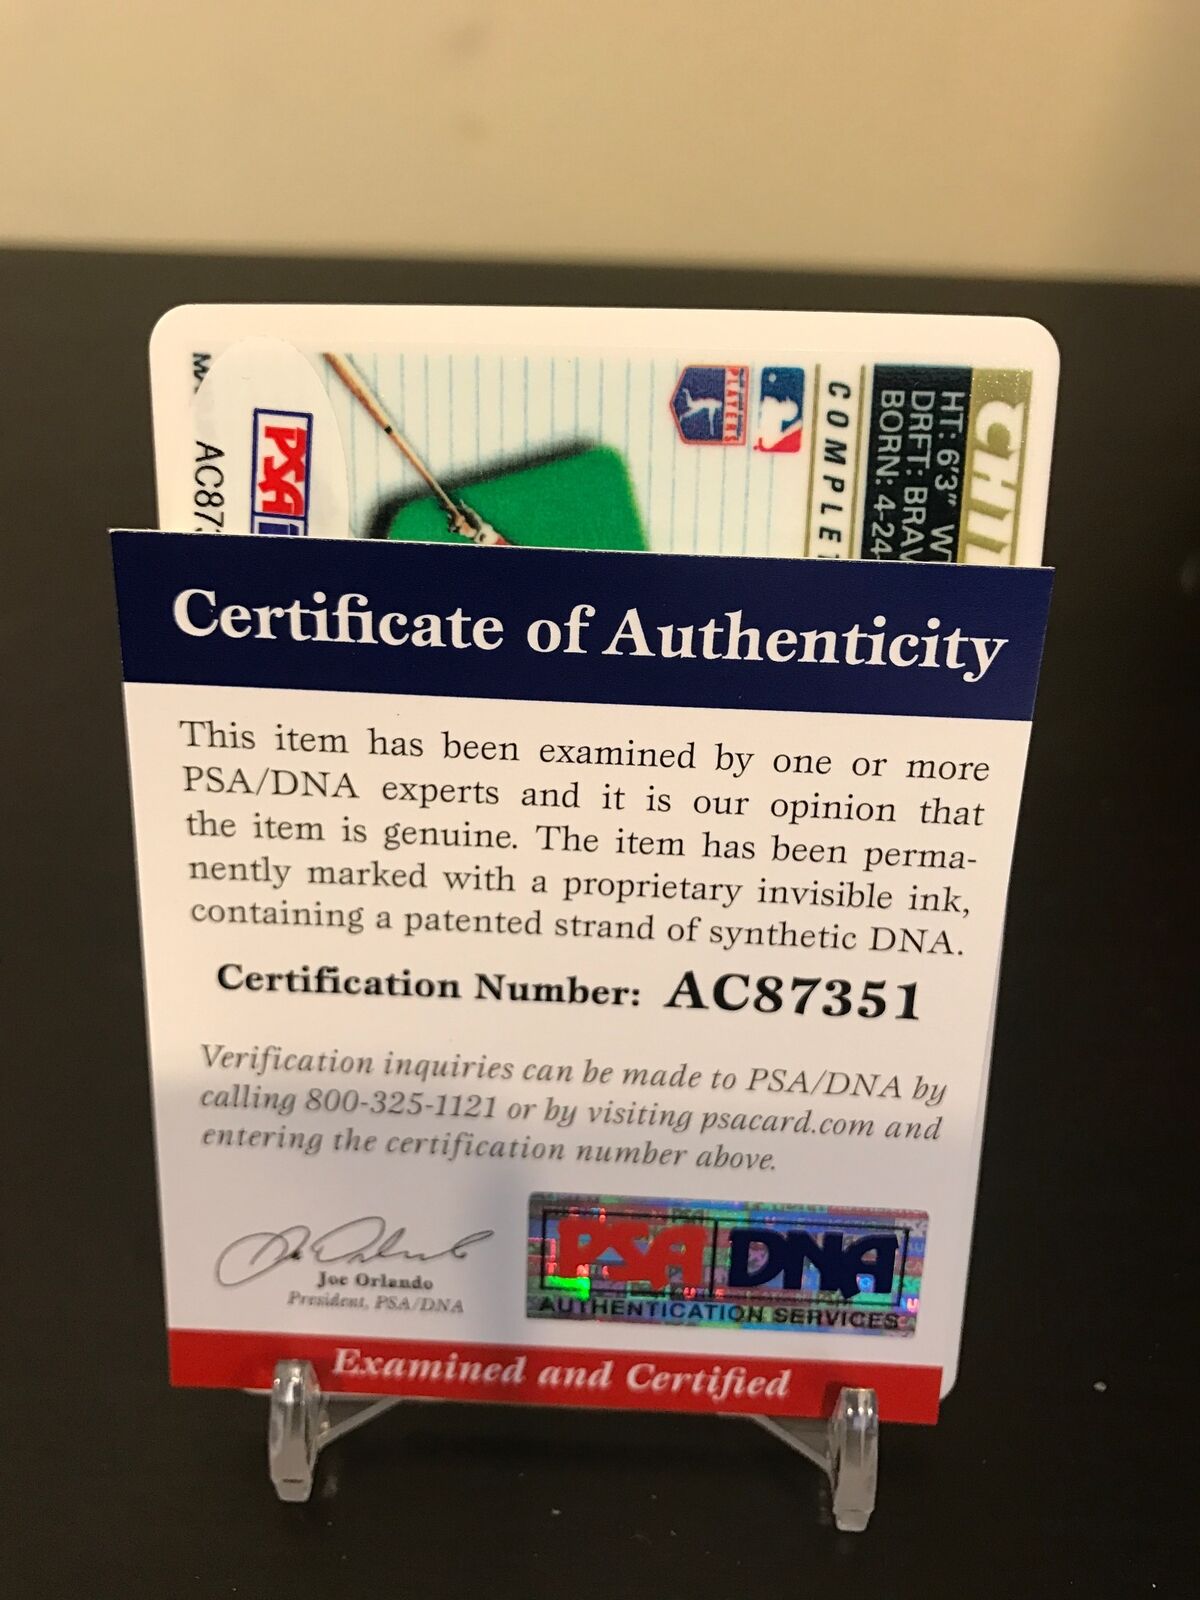 CHI
HT: 6'3" W
DRFT: BRAV
BORN: 4-24-
COMPLE
PLAYERS
PSA
AC87
Certificate of Authenticity
This item has been examined by one or more
PSA/DNA experts and it is our opinion that
the item is genuine. The item has been perma-
nently marked with a proprietary invisible ink,
containing a patented strand of synthetic DNA.
Certification Number: AC87351
Verification inquiries can be made to PSA/DNA by
calling 800-325-1121 or by visiting psacard.com and
entering the certification number above.
Joe Orlando
President, PSA/DNA
PSA DNA
AUTHENTICATION SERVICES
Examined and Certified